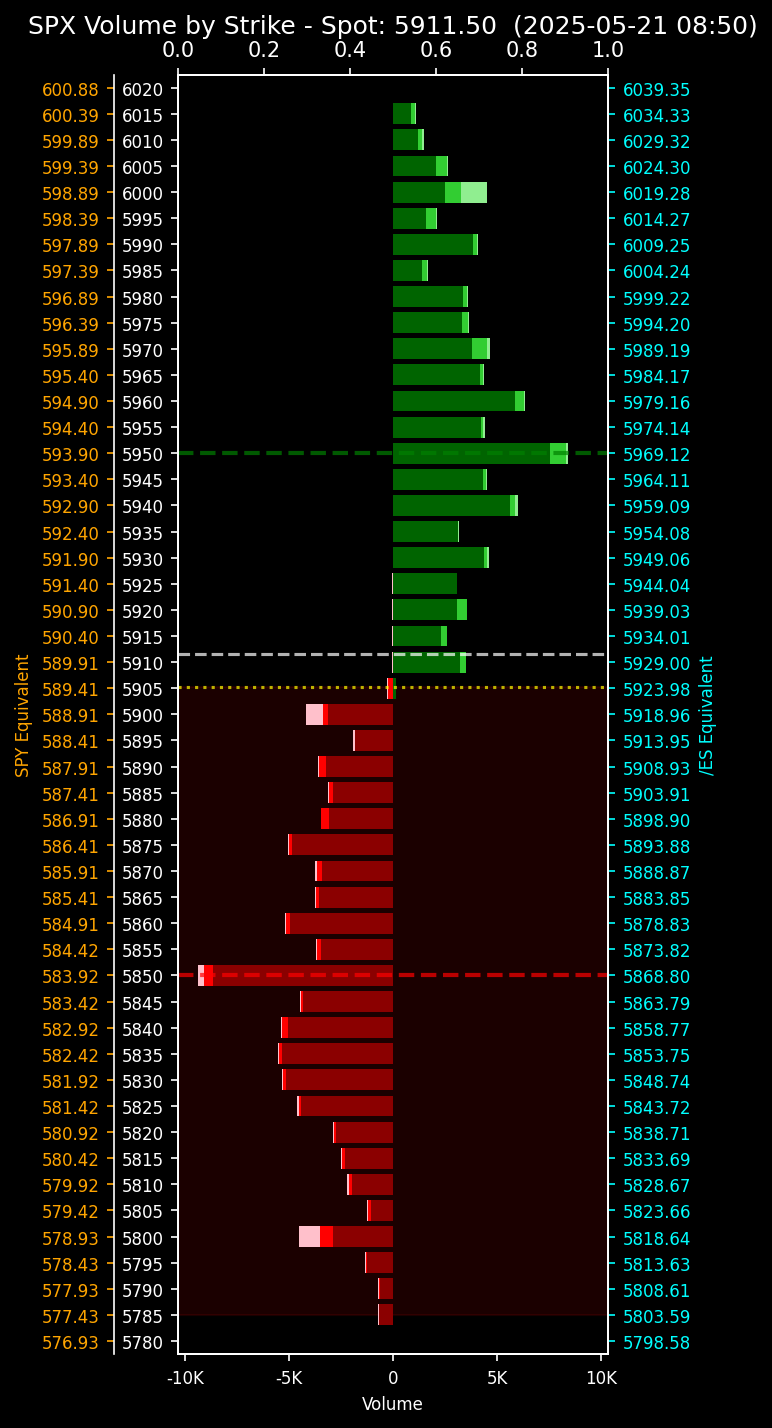 SPX Volume by Strike - Spot: 5911.50  (2025-05-21 08:50)
0.0 0.2 0.4 0.6 0.8 1.0
600.88 6020 6039.35
600.39 6015 6034.33
599.89 6010 6029.32
599.39 6005 6024.30
598.89 6000 6019.28
598.39 5995 6014.27
597.89 5990 6009.25
597.39 5985 6004.24
596.89 5980 5999.22
596.39 5975 5994.20
595.89 5970 5989.19
595.40 5965 5984.17
594.90 5960 5979.16
594.40 5955 5974.14
593.90 5950 5969.12
593.40 5945 5964.11
592.90 5940 5959.09
592.40 5935 5954.08
591.90 5930 5949.06
591.40 5925 5944.04
590.90 5920 5939.03
590.40 5915 5934.01
589.91 5910 5929.00
589.41 5905 5923.98
588.91 5900 5918.96
588.41 5895 5913.95
587.91 5890 5908.93
587.41 5885 5903.91
586.91 5880 5898.90
586.41 5875 5893.88
585.91 5870 5888.87
585.41 5865 5883.85
584.91 5860 5878.83
584.42 5855 5873.82
583.92 5850 5868.80
583.42 5845 5863.79
582.92 5840 5858.77
582.42 5835 5853.75
581.92 5830 5848.74
581.42 5825 5843.72
580.92 5820 5838.71
580.42 5815 5833.69
579.92 5810 5828.67
579.42 5805 5823.66
578.93 5800 5818.64
578.43 5795 5813.63
577.93 5790 5808.61
577.43 5785 5803.59
576.93 5780 5798.58
SPY Equivalent
/ES Equivalent
-10K -5K 0 5K 10K
Volume